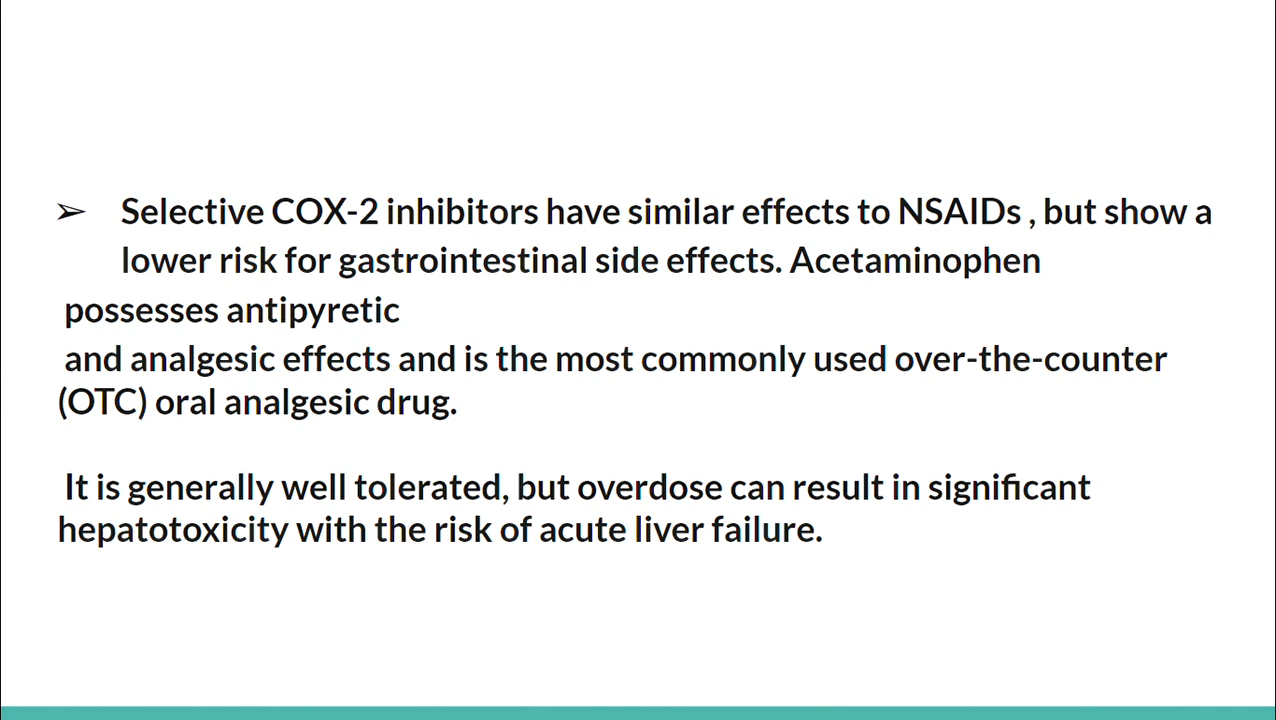 ➢ Selective COX-2 inhibitors have similar effects to NSAIDs , but show a
lower risk for gastrointestinal side effects. Acetaminophen
possesses antipyretic
and analgesic effects and is the most commonly used over-the-counter
(OTC) oral analgesic drug.
It is generally well tolerated, but overdose can result in significant
hepatotoxicity with the risk of acute liver failure.